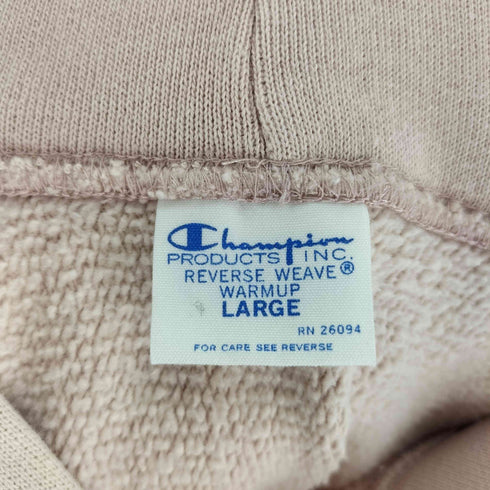 Champion
PRODUCTS INC.
REVERSE WEAVE®
WARMUP
LARGE
RN 26094
FOR CARE SEE REVERSE